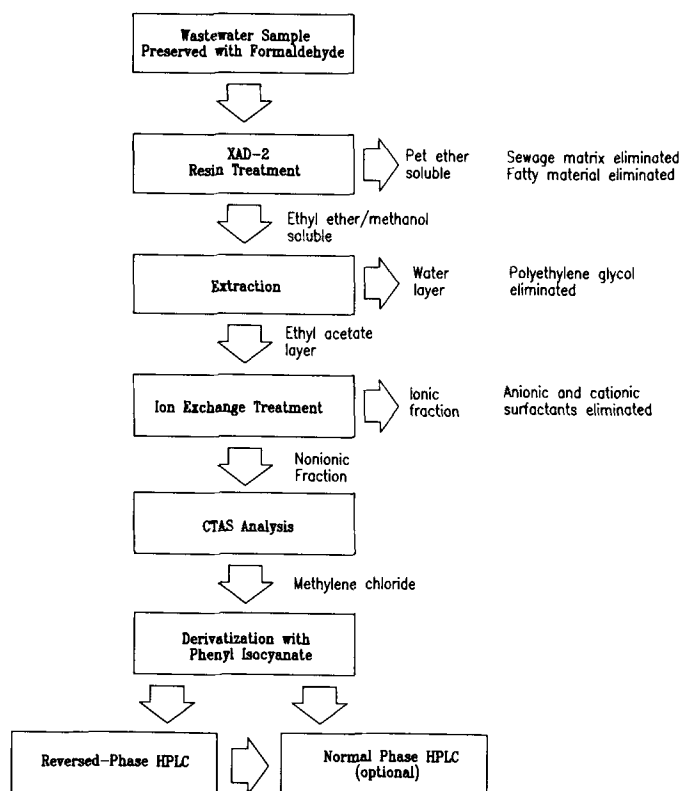 Wastewater Sample
Preserved with Formaldehyde
XAD-2
Resin Treatment
Pet ether
soluble
Sewage matrix eliminated
Fatty material eliminated
Ethyl ether/methanol
soluble
Extraction
Water
layer
Polyethylene glycol
eliminated
Ethyl acetate
layer
Ion Exchange Treatment
Ionic
fraction
Anionic and cationic
surfactants eliminated
Nonionic
Fraction
CTAS Analysis
Methylene chloride
Derivatization with
Phenyl Isocyanate
Reversed-Phase HPLC
Normal Phase HPLC
(optional)